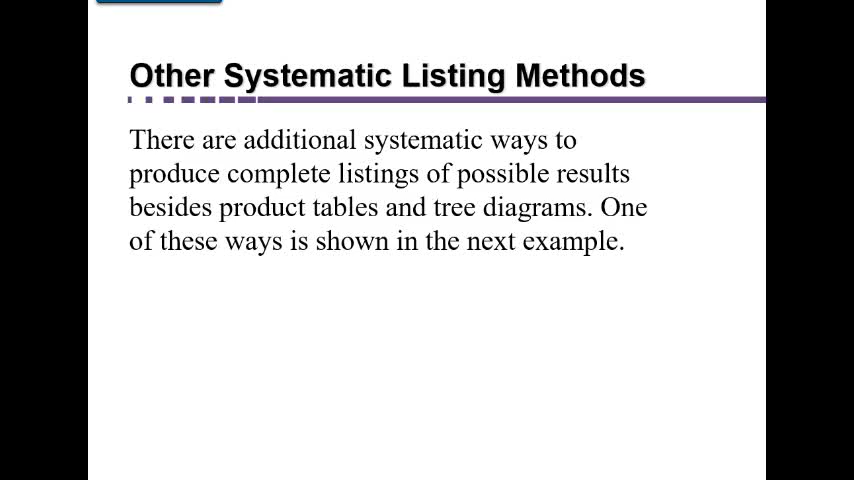 Other Systematic Listing Methods
There are additional systematic ways to
produce complete listings of possible results
besides product tables and tree diagrams. One
of these ways is shown in the next example.